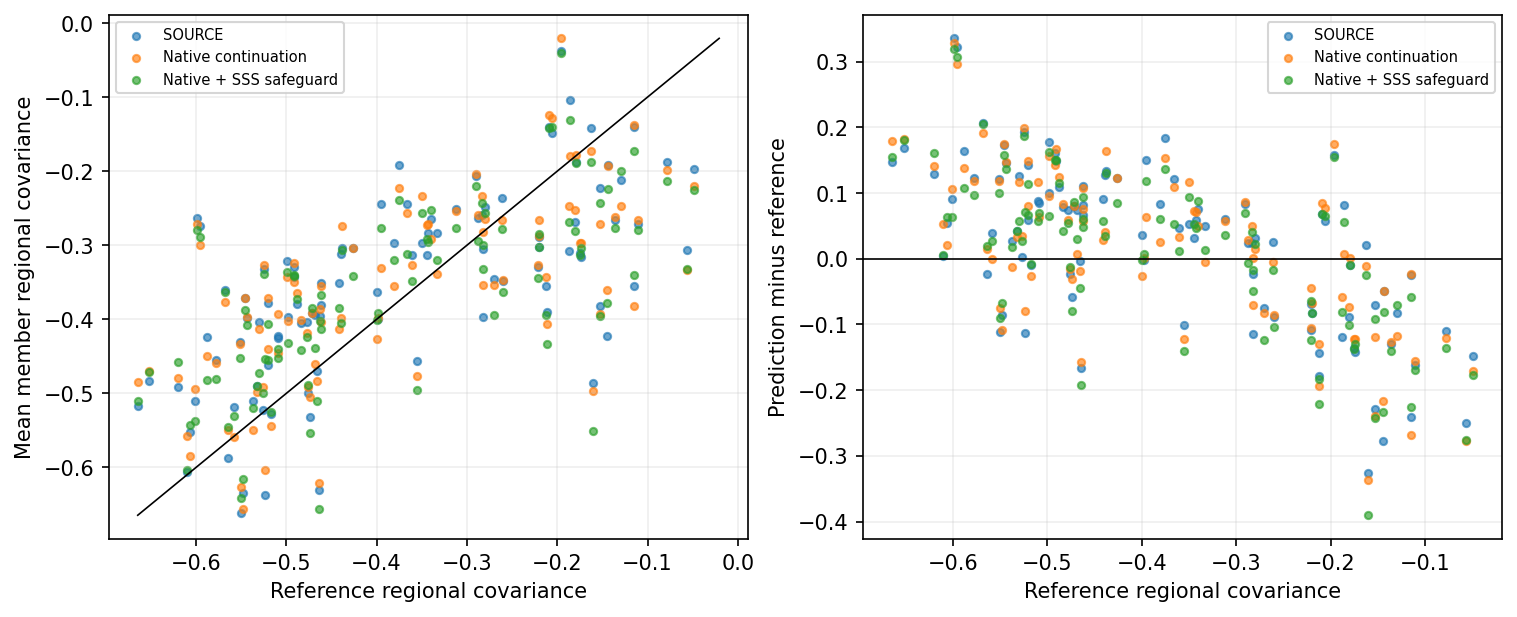 SOURCE
Native continuation
Native + SSS safeguard
0.0
−0.1
−0.2
−0.3
−0.4
−0.5
−0.6
Mean member regional covariance
−0.6 −0.5 −0.4 −0.3 −0.2 −0.1 0.0
Reference regional covariance
SOURCE
Native continuation
Native + SSS safeguard
0.3
0.2
0.1
0.0
−0.1
−0.2
−0.3
−0.4
Prediction minus reference
−0.6 −0.5 −0.4 −0.3 −0.2 −0.1
Reference regional covariance